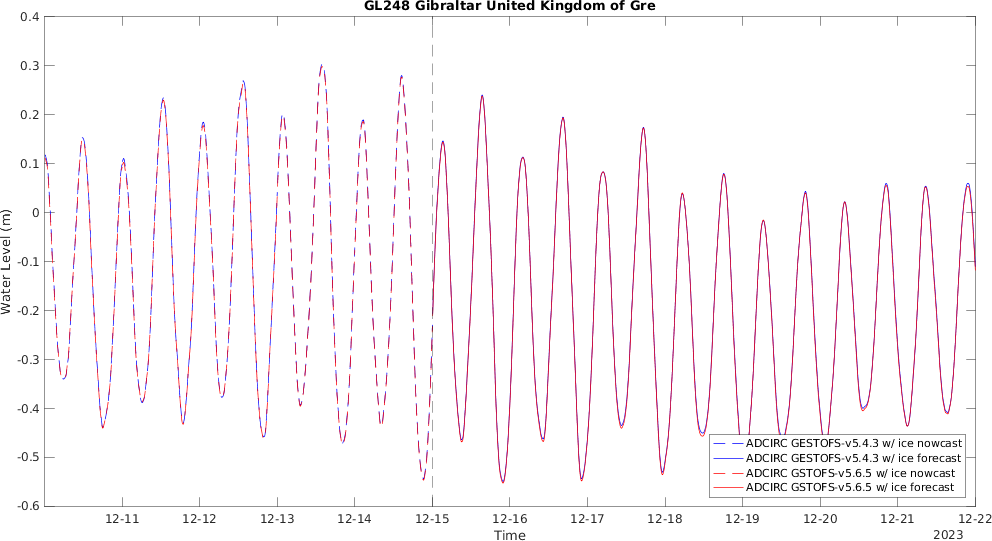 GL248 Gibraltar United Kingdom of Gre
0.4
0.3
0.2
0.1
0
-0.1
-0.2
-0.3
-0.4
-0.5
-0.6
Water Level (m)
ADCIRC GESTOFS-v5.4.3 w/ ice nowcast
ADCIRC GESTOFS-v5.4.3 w/ ice forecast
ADCIRC GSTOFS-v5.6.5 w/ ice nowcast
ADCIRC GSTOFS-v5.6.5 w/ ice forecast
12-11 12-12 12-13 12-14 12-15 12-16 12-17 12-18 12-19 12-20 12-21 12-22
Time
2023